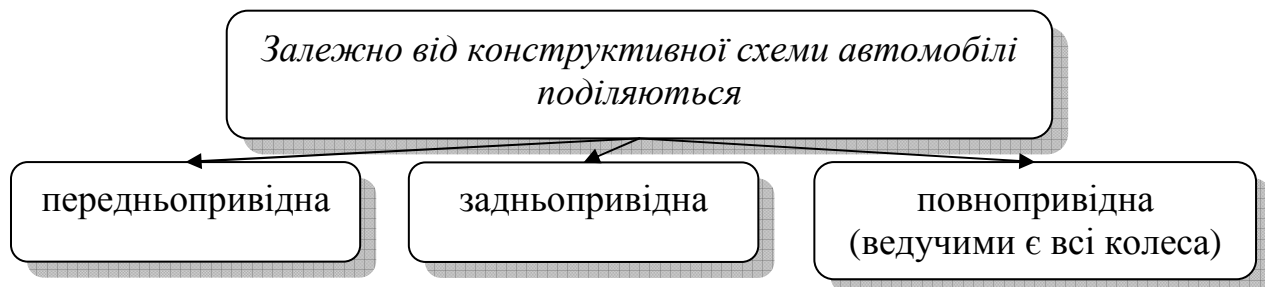 Залежно від конструктивної схеми автомобілі
поділяються
передньопривідна
задньопривідна
повнопривідна
(ведучими є всі колеса)